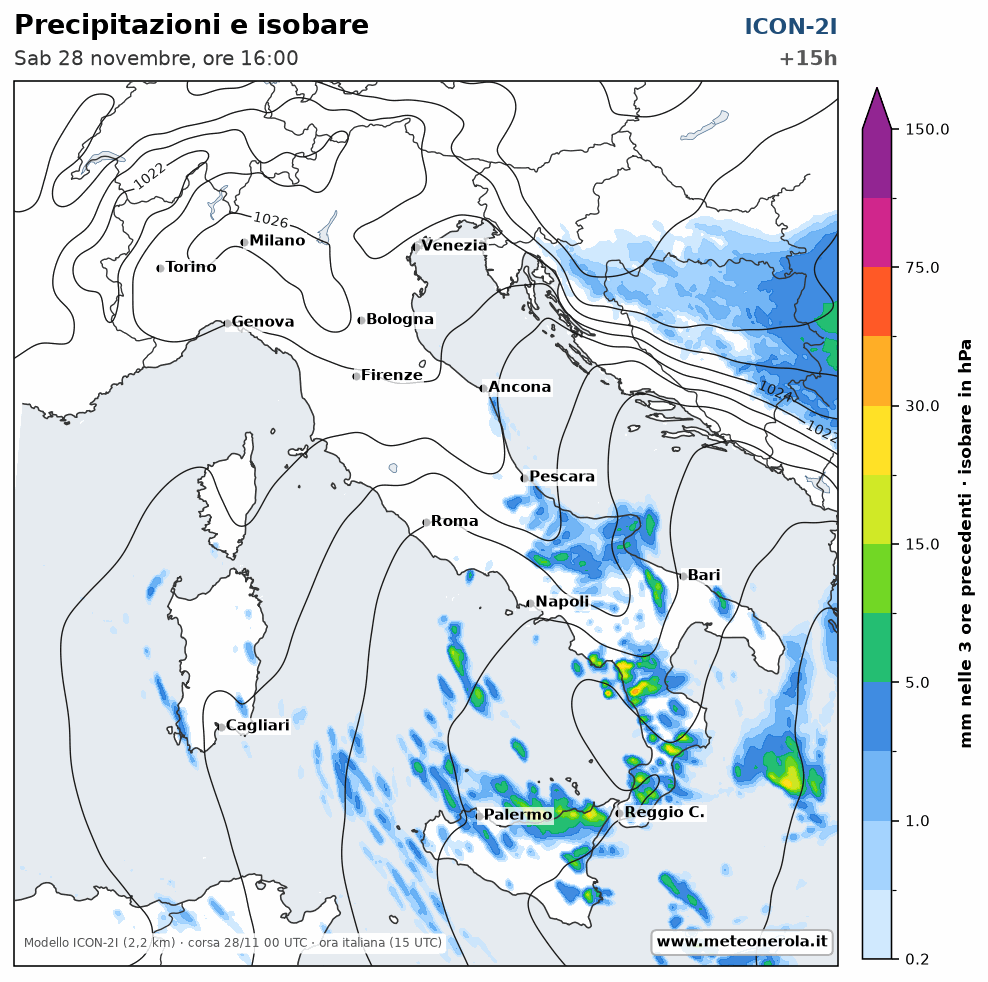 Precipitazioni e isobare
ICON-2I
Sab 28 novembre, ore 16:00
+15h
1022
1026
Milano
Venezia
Torino
Genova
Bologna
Firenze
Ancona
1024
1022
Pescara
Roma
Bari
Napoli
Cagliari
Palermo
Reggio C.
Modello ICON-2I (2,2 km) · corsa 28/11 00 UTC · ora italiana (15 UTC)
www.meteonerola.it
150.0
75.0
30.0
15.0
5.0
1.0
0.2
mm nelle 3 ore precedenti · isobare in hPa